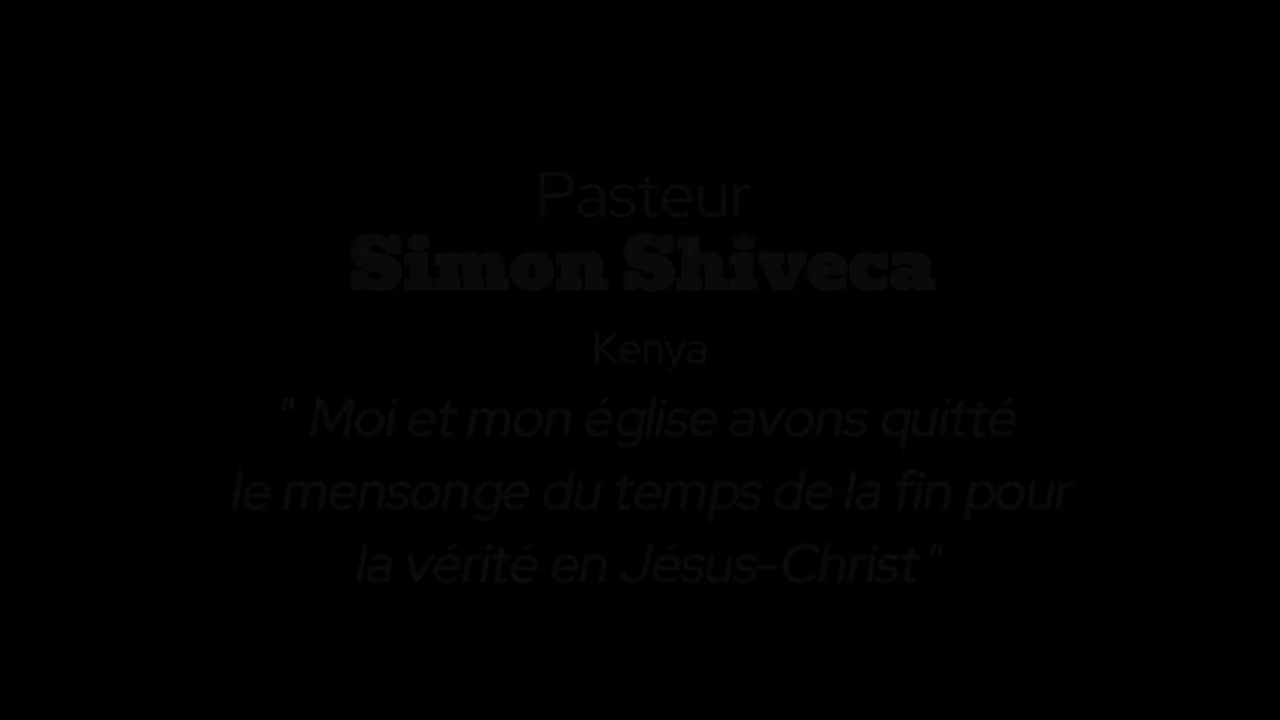 Pasteur
Simon Shiveca
Kenya
" Moi et mon église avons quitté
le mensonge du temps de la fin pour
la vérité en Jésus-Christ "